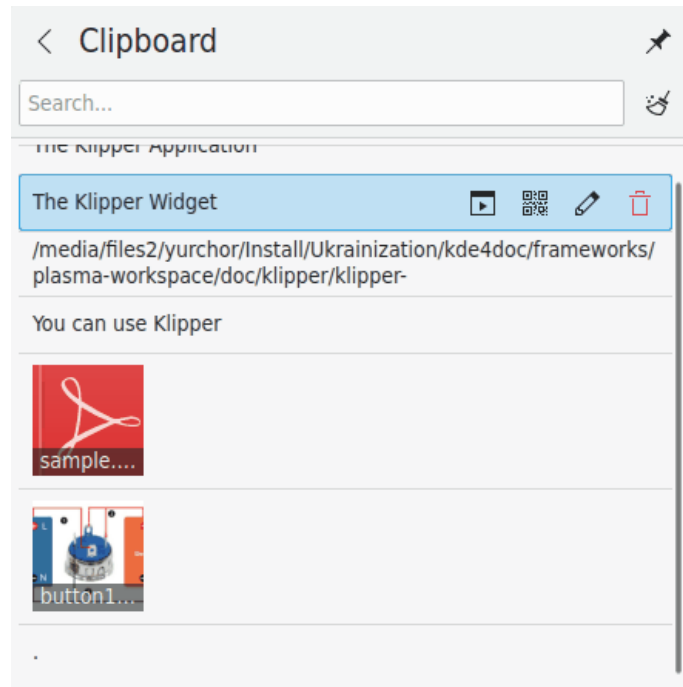 Clipboard
Search...
The Klipper Application
The Klipper Widget
/media/files2/yurchor/Install/Ukrainization/kde4doc/frameworks/
plasma-workspace/doc/klipper/klipper-
You can use Klipper
sample....
L
N
button1...
.